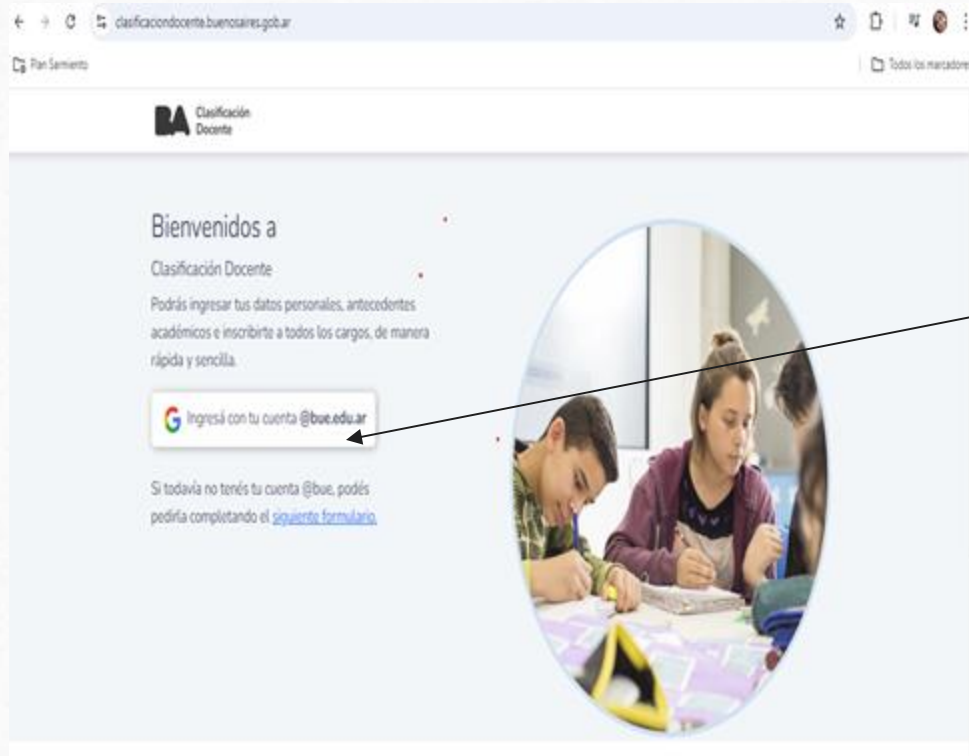 clasificaciondocente.buenosaires.gob.ar
Plan Sarmiento
Todos los marcadores
BA Clasificación
Docente
Bienvenidos a
Clasificación Docente
Podrás ingresar tus datos personales, antecedentes
académicos e inscribirte a todos los cargos, de manera
rápida y sencilla.
Ingresá con tu cuenta @bue.edu.ar
Si todavía no tenés tu cuenta @bue, podés
pedirla completando el siguiente formulario.